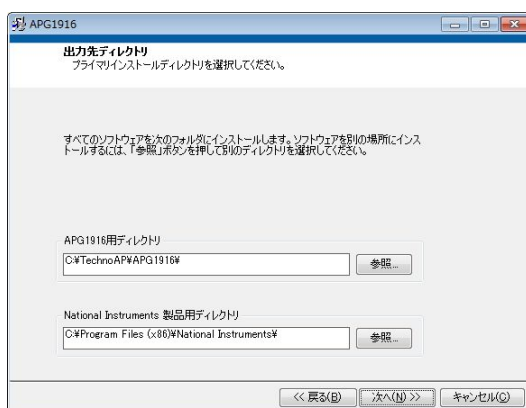 APG1916
出力先ディレクトリ
プライマリインストールディレクトリを選択してください。
すべてのソフトウェアを次のフォルダにインストールします。ソフトウェアを別の場所にインス
トールするには、「参照」ボタンを押して別のディレクトリを選択してください。
APG1916用ディレクトリ
C:¥TechnoAP¥APG1916¥
参照...
National Instruments 製品用ディレクトリ
C:¥Program Files (x86)¥National Instruments¥
参照...
<< 戻る(B)
次へ(N) >>
キャンセル(C)